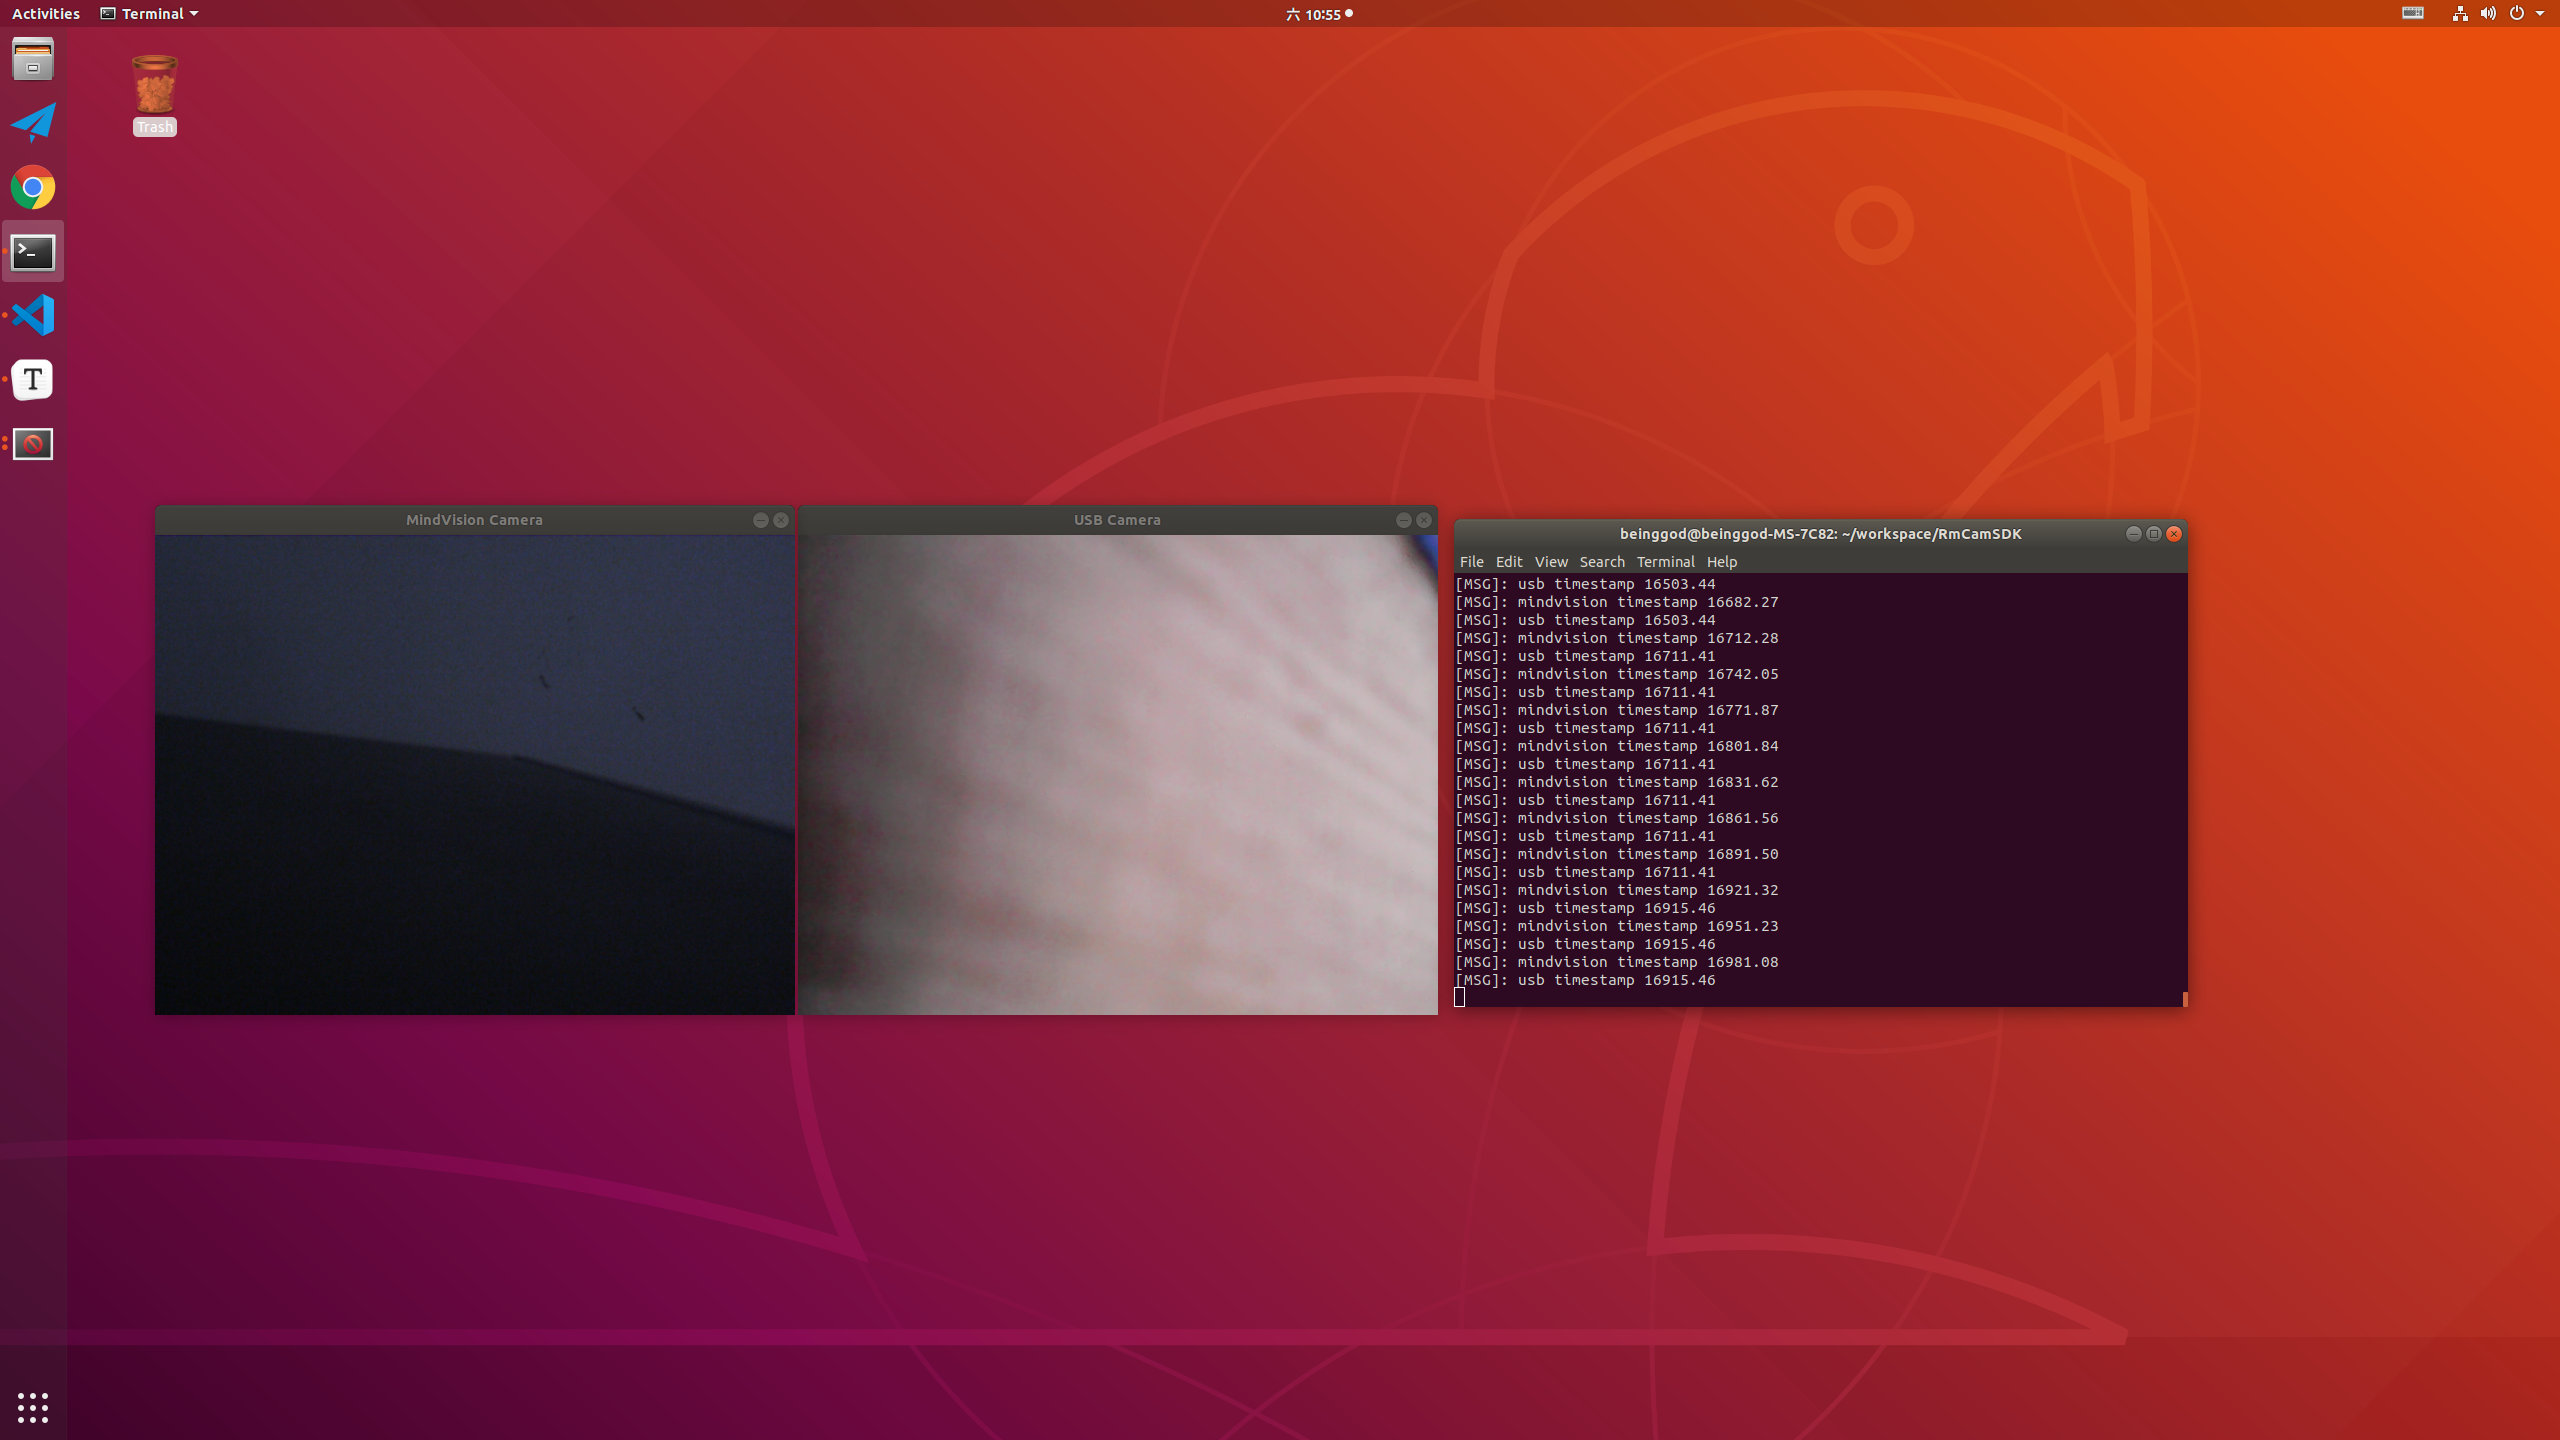 Activities
Terminal
六 10:55
Trash
MindVision Camera
USB Camera
beinggod@beinggod-MS-7C82: ~/workspace/RmCamSDK
File Edit View Search Terminal Help
[MSG]: usb timestamp 16503.44
[MSG]: mindvision timestamp 16682.27
[MSG]: usb timestamp 16503.44
[MSG]: mindvision timestamp 16712.28
[MSG]: usb timestamp 16711.41
[MSG]: mindvision timestamp 16742.05
[MSG]: usb timestamp 16711.41
[MSG]: mindvision timestamp 16771.87
[MSG]: usb timestamp 16711.41
[MSG]: mindvision timestamp 16801.84
[MSG]: usb timestamp 16711.41
[MSG]: mindvision timestamp 16831.62
[MSG]: usb timestamp 16711.41
[MSG]: mindvision timestamp 16861.56
[MSG]: usb timestamp 16711.41
[MSG]: mindvision timestamp 16891.50
[MSG]: usb timestamp 16711.41
[MSG]: mindvision timestamp 16921.32
[MSG]: usb timestamp 16915.46
[MSG]: mindvision timestamp 16951.23
[MSG]: usb timestamp 16915.46
[MSG]: mindvision timestamp 16981.08
[MSG]: usb timestamp 16915.46